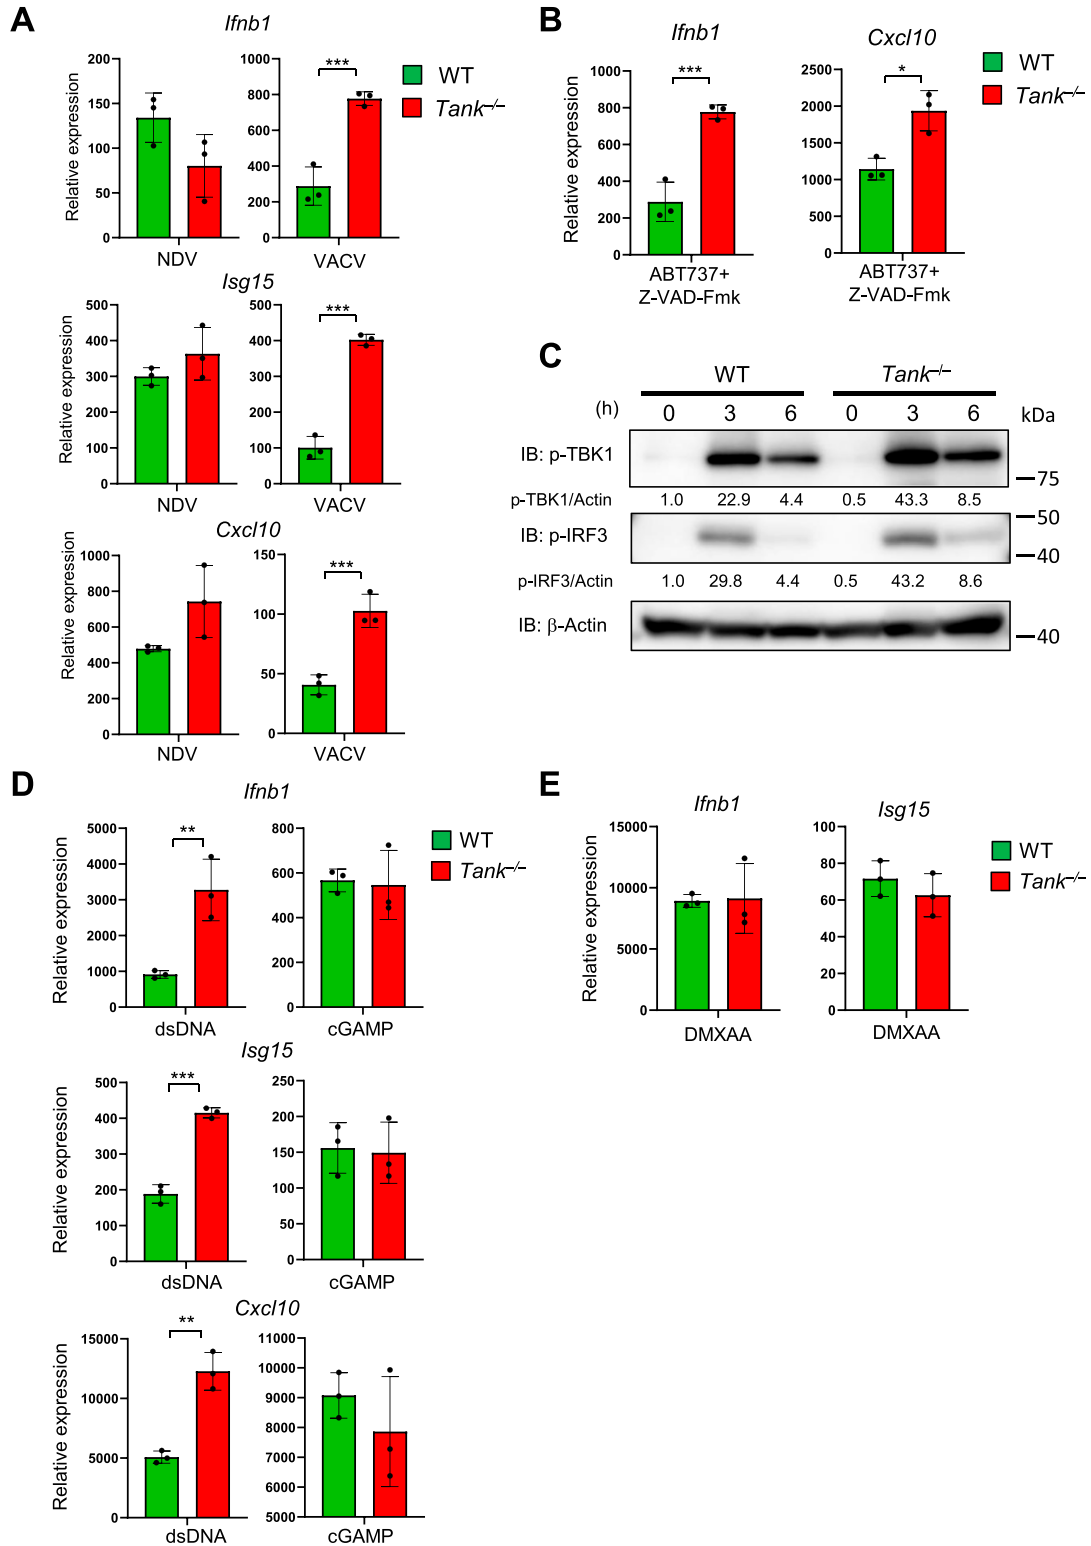 A
Ifnb1
Relative expression
200
150
100
50
0
NDV
1000
800
600
400
200
0
***
VACV
WT
Tank–/–
Isg15
Relative expression
500
400
300
200
100
0
NDV
500
400
300
200
100
0
***
VACV
Cxcl10
Relative expression
1000
800
600
400
200
0
NDV
150
100
50
0
***
VACV
B
Ifnb1
Relative expression
1000
800
600
400
200
0
***
ABT737+
Z-VAD-Fmk
Cxcl10
2500
2000
1500
1000
500
0
*
ABT737+
Z-VAD-Fmk
WT
Tank–/–
C
WT Tank–/–
(h) 0 3 6 0 3 6 kDa
IB: p-TBK1
75
p-TBK1/Actin 1.0 22.9 4.4 0.5 43.3 8.5
50
IB: p-IRF3
40
p-IRF3/Actin 1.0 29.8 4.4 0.5 43.2 8.6
IB: β-Actin
40
D
Ifnb1
Relative expression
5000
4000
3000
2000
1000
0
**
dsDNA
800
600
400
200
0
cGAMP
WT
Tank–/–
Isg15
Relative expression
500
400
300
200
100
0
***
dsDNA
250
200
150
100
50
0
cGAMP
Cxcl10
Relative expression
15000
10000
5000
0
**
dsDNA
11000
10000
9000
8000
7000
6000
5000
cGAMP
E
Ifnb1
Relative expression
15000
10000
5000
0
DMXAA
Isg15
100
80
60
40
20
0
DMXAA
WT
Tank–/–